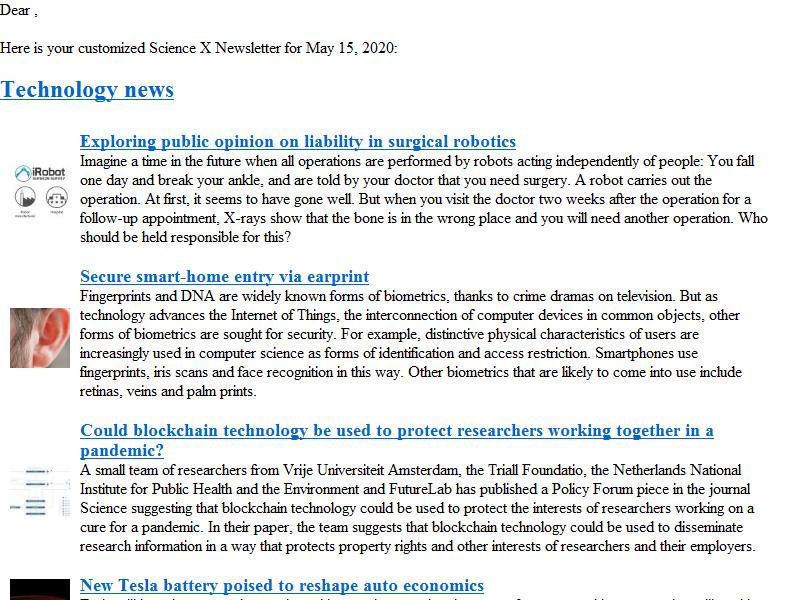 Dear ,
Here is your customized Science X Newsletter for May 15, 2020:
Technology news
Exploring public opinion on liability in surgical robotics
iRobot
Imagine a time in the future when all operations are performed by robots acting independently of people: You fall
one day and break your ankle, and are told by your doctor that you need surgery. A robot carries out the
operation. At first, it seems to have gone well. But when you visit the doctor two weeks after the operation for a
follow-up appointment, X-rays show that the bone is in the wrong place and you will need another operation. Who
should be held responsible for this?
Secure smart-home entry via earprint
Fingerprints and DNA are widely known forms of biometrics, thanks to crime dramas on television. But as
technology advances the Internet of Things, the interconnection of computer devices in common objects, other
forms of biometrics are sought for security. For example, distinctive physical characteristics of users are
increasingly used in computer science as forms of identification and access restriction. Smartphones use
fingerprints, iris scans and face recognition in this way. Other biometrics that are likely to come into use include
retinas, veins and palm prints.
Could blockchain technology be used to protect researchers working together in a
pandemic?
A small team of researchers from Vrije Universiteit Amsterdam, the Triall Foundatio, the Netherlands National
Institute for Public Health and the Environment and FutureLab has published a Policy Forum piece in the journal
Science suggesting that blockchain technology could be used to protect the interests of researchers working on a
cure for a pandemic. In their paper, the team suggests that blockchain technology could be used to disseminate
research information in a way that protects property rights and other interests of researchers and their employers.
New Tesla battery poised to reshape auto economics